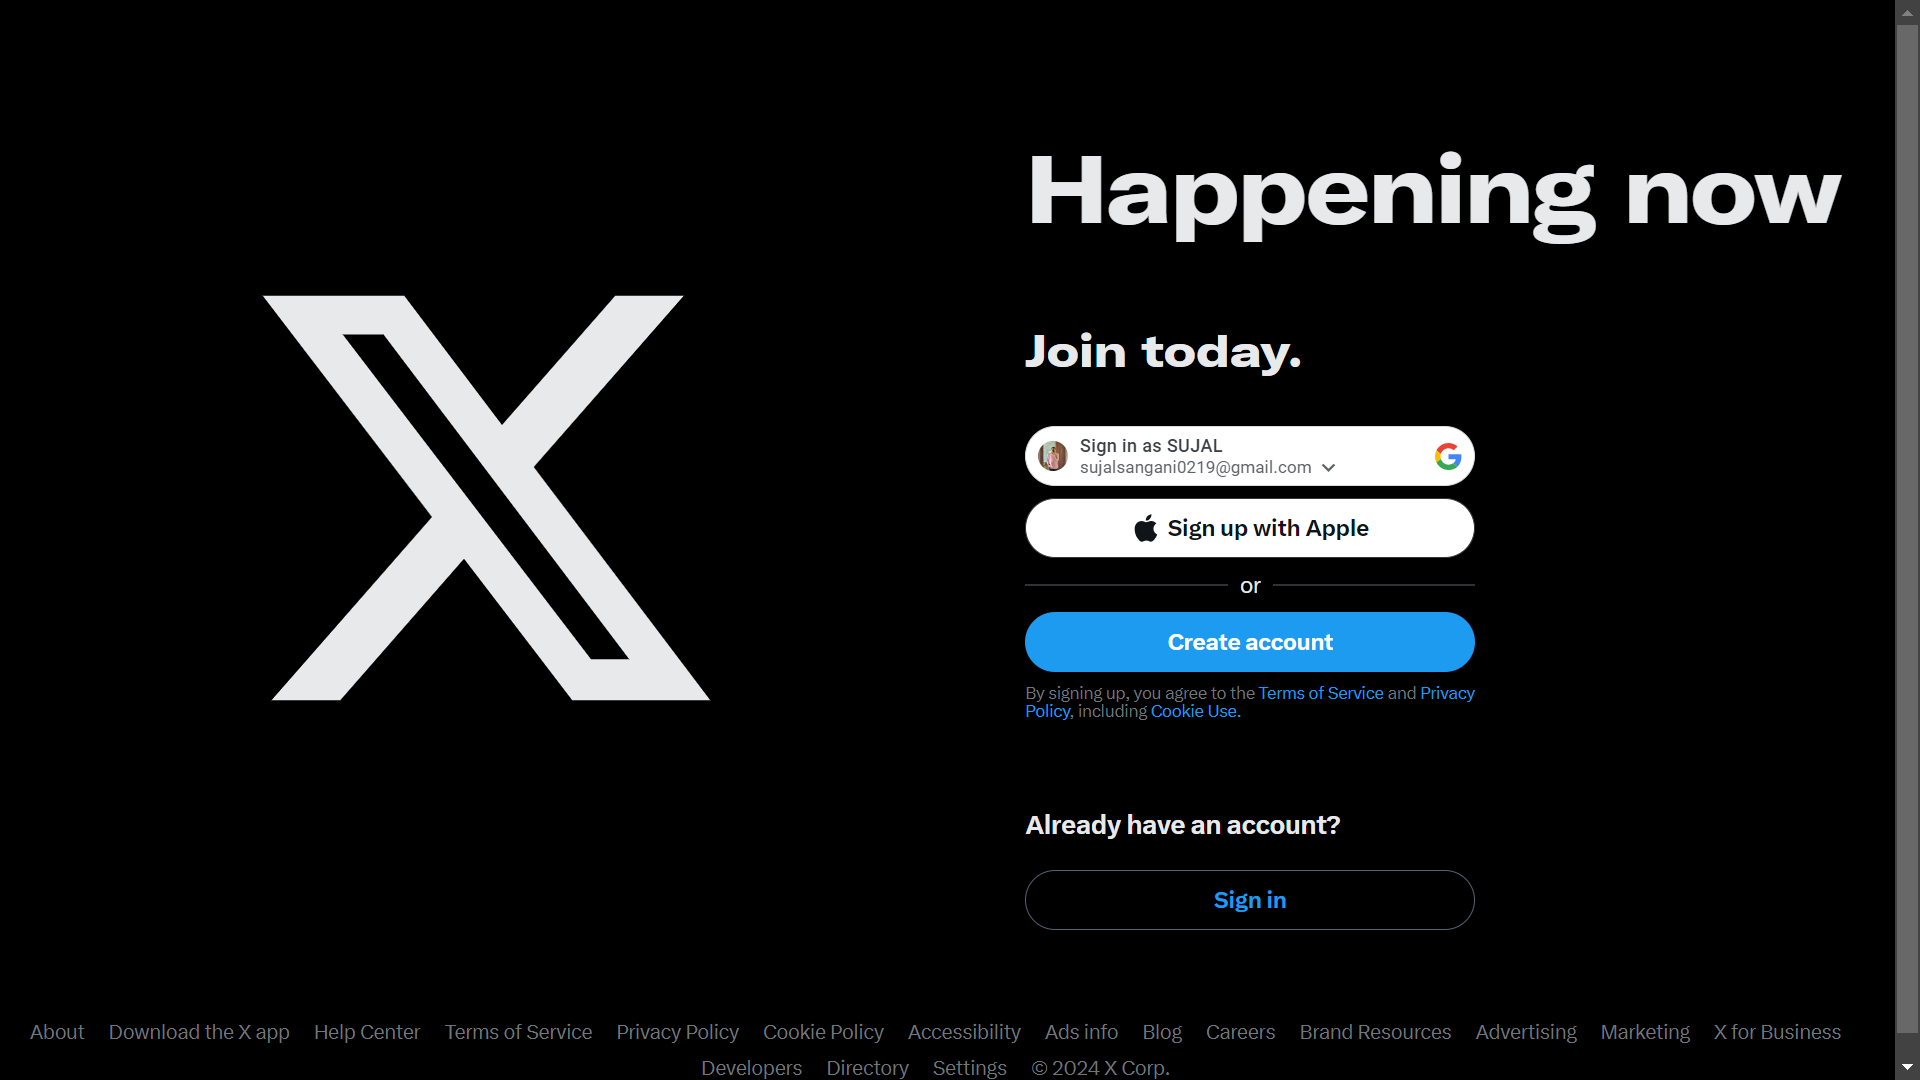 Happening now
Join today.
Sign in as SUJAL
sujalsangani0219@gmail.com
Sign up with Apple
or
Create account
By signing up, you agree to the Terms of Service and Privacy
Policy, including Cookie Use.
Already have an account?
Sign in
About Download the X app Help Center Terms of Service Privacy Policy Cookie Policy Accessibility Ads info Blog Careers Brand Resources Advertising Marketing X for Business
Developers Directory Settings © 2024 X Corp.